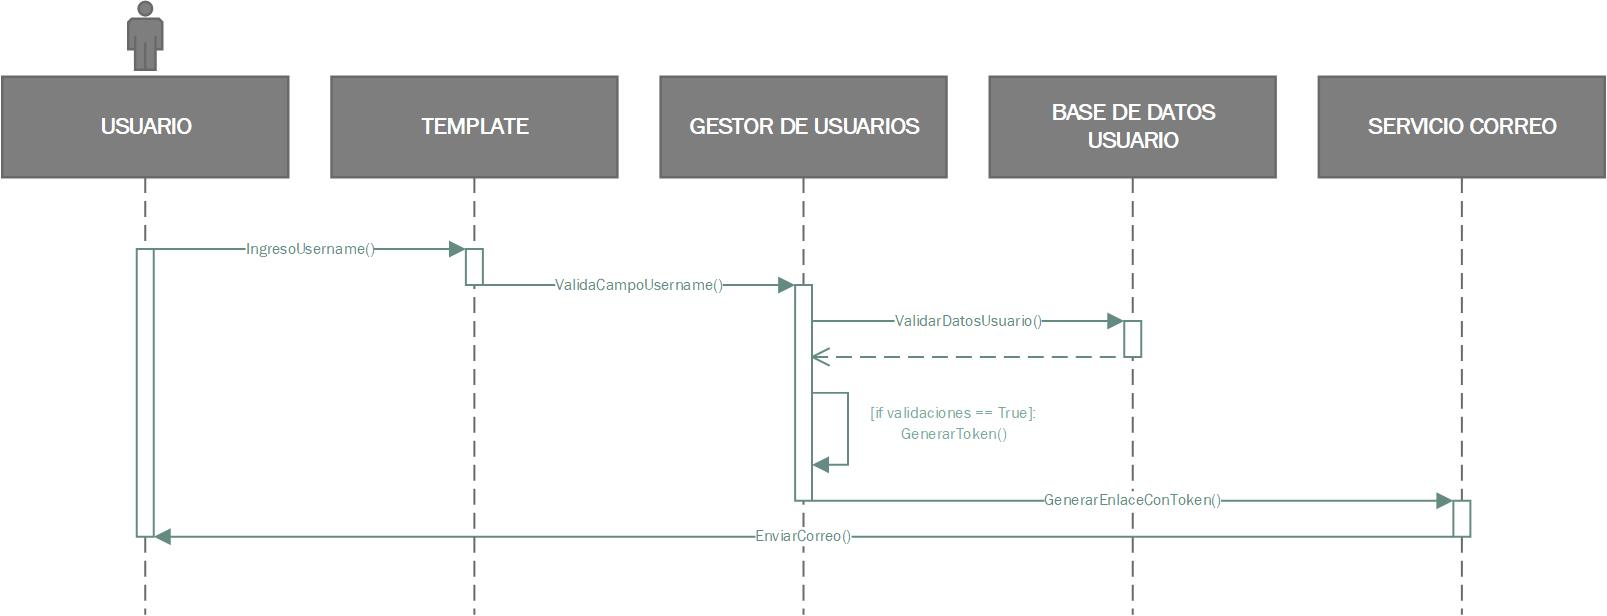 USUARIO
TEMPLATE
GESTOR DE USUARIOS
BASE DE DATOS
USUARIO
SERVICIO CORREO
IngresoUsername()
ValidaCampoUsername()
ValidarDatosUsuario()
[if validaciones == True]:
GenerarToken()
GenerarEnlaceConToken()
EnviarCorreo()